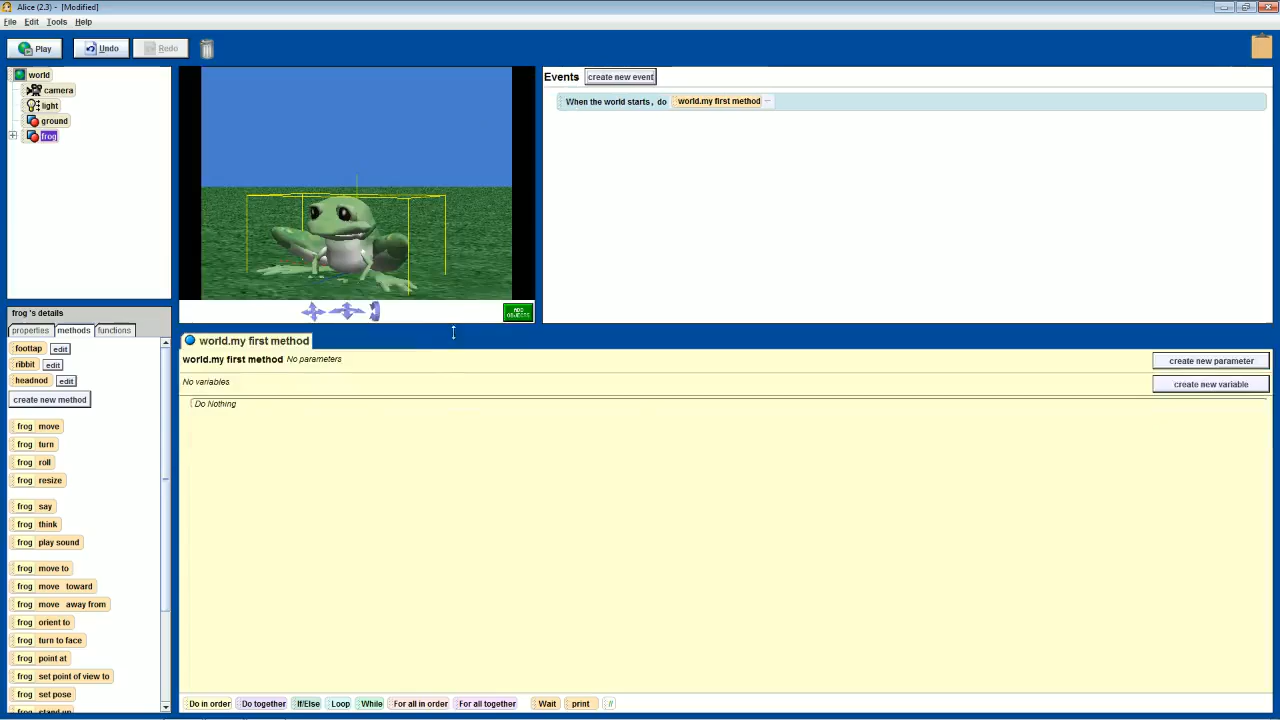 Alice (2.3) - [Modified]
File Edit Tools Help
Play Undo Redo
world
camera
light
ground
frog
ADD OBJECTS
Events create new event
When the world starts, do world.my first method
frog 's details
properties methods functions
foottap edit
ribbit edit
headnod edit
create new method
frog move
frog turn
frog roll
frog resize
frog say
frog think
frog play sound
frog move to
frog move toward
frog move away from
frog orient to
frog turn to face
frog point at
frog set point of view to
frog set pose
frog stand up
world.my first method
world.my first method No parameters
create new parameter
No variables
create new variable
Do Nothing
Do in order Do together If/Else Loop While For all in order For all together Wait print //